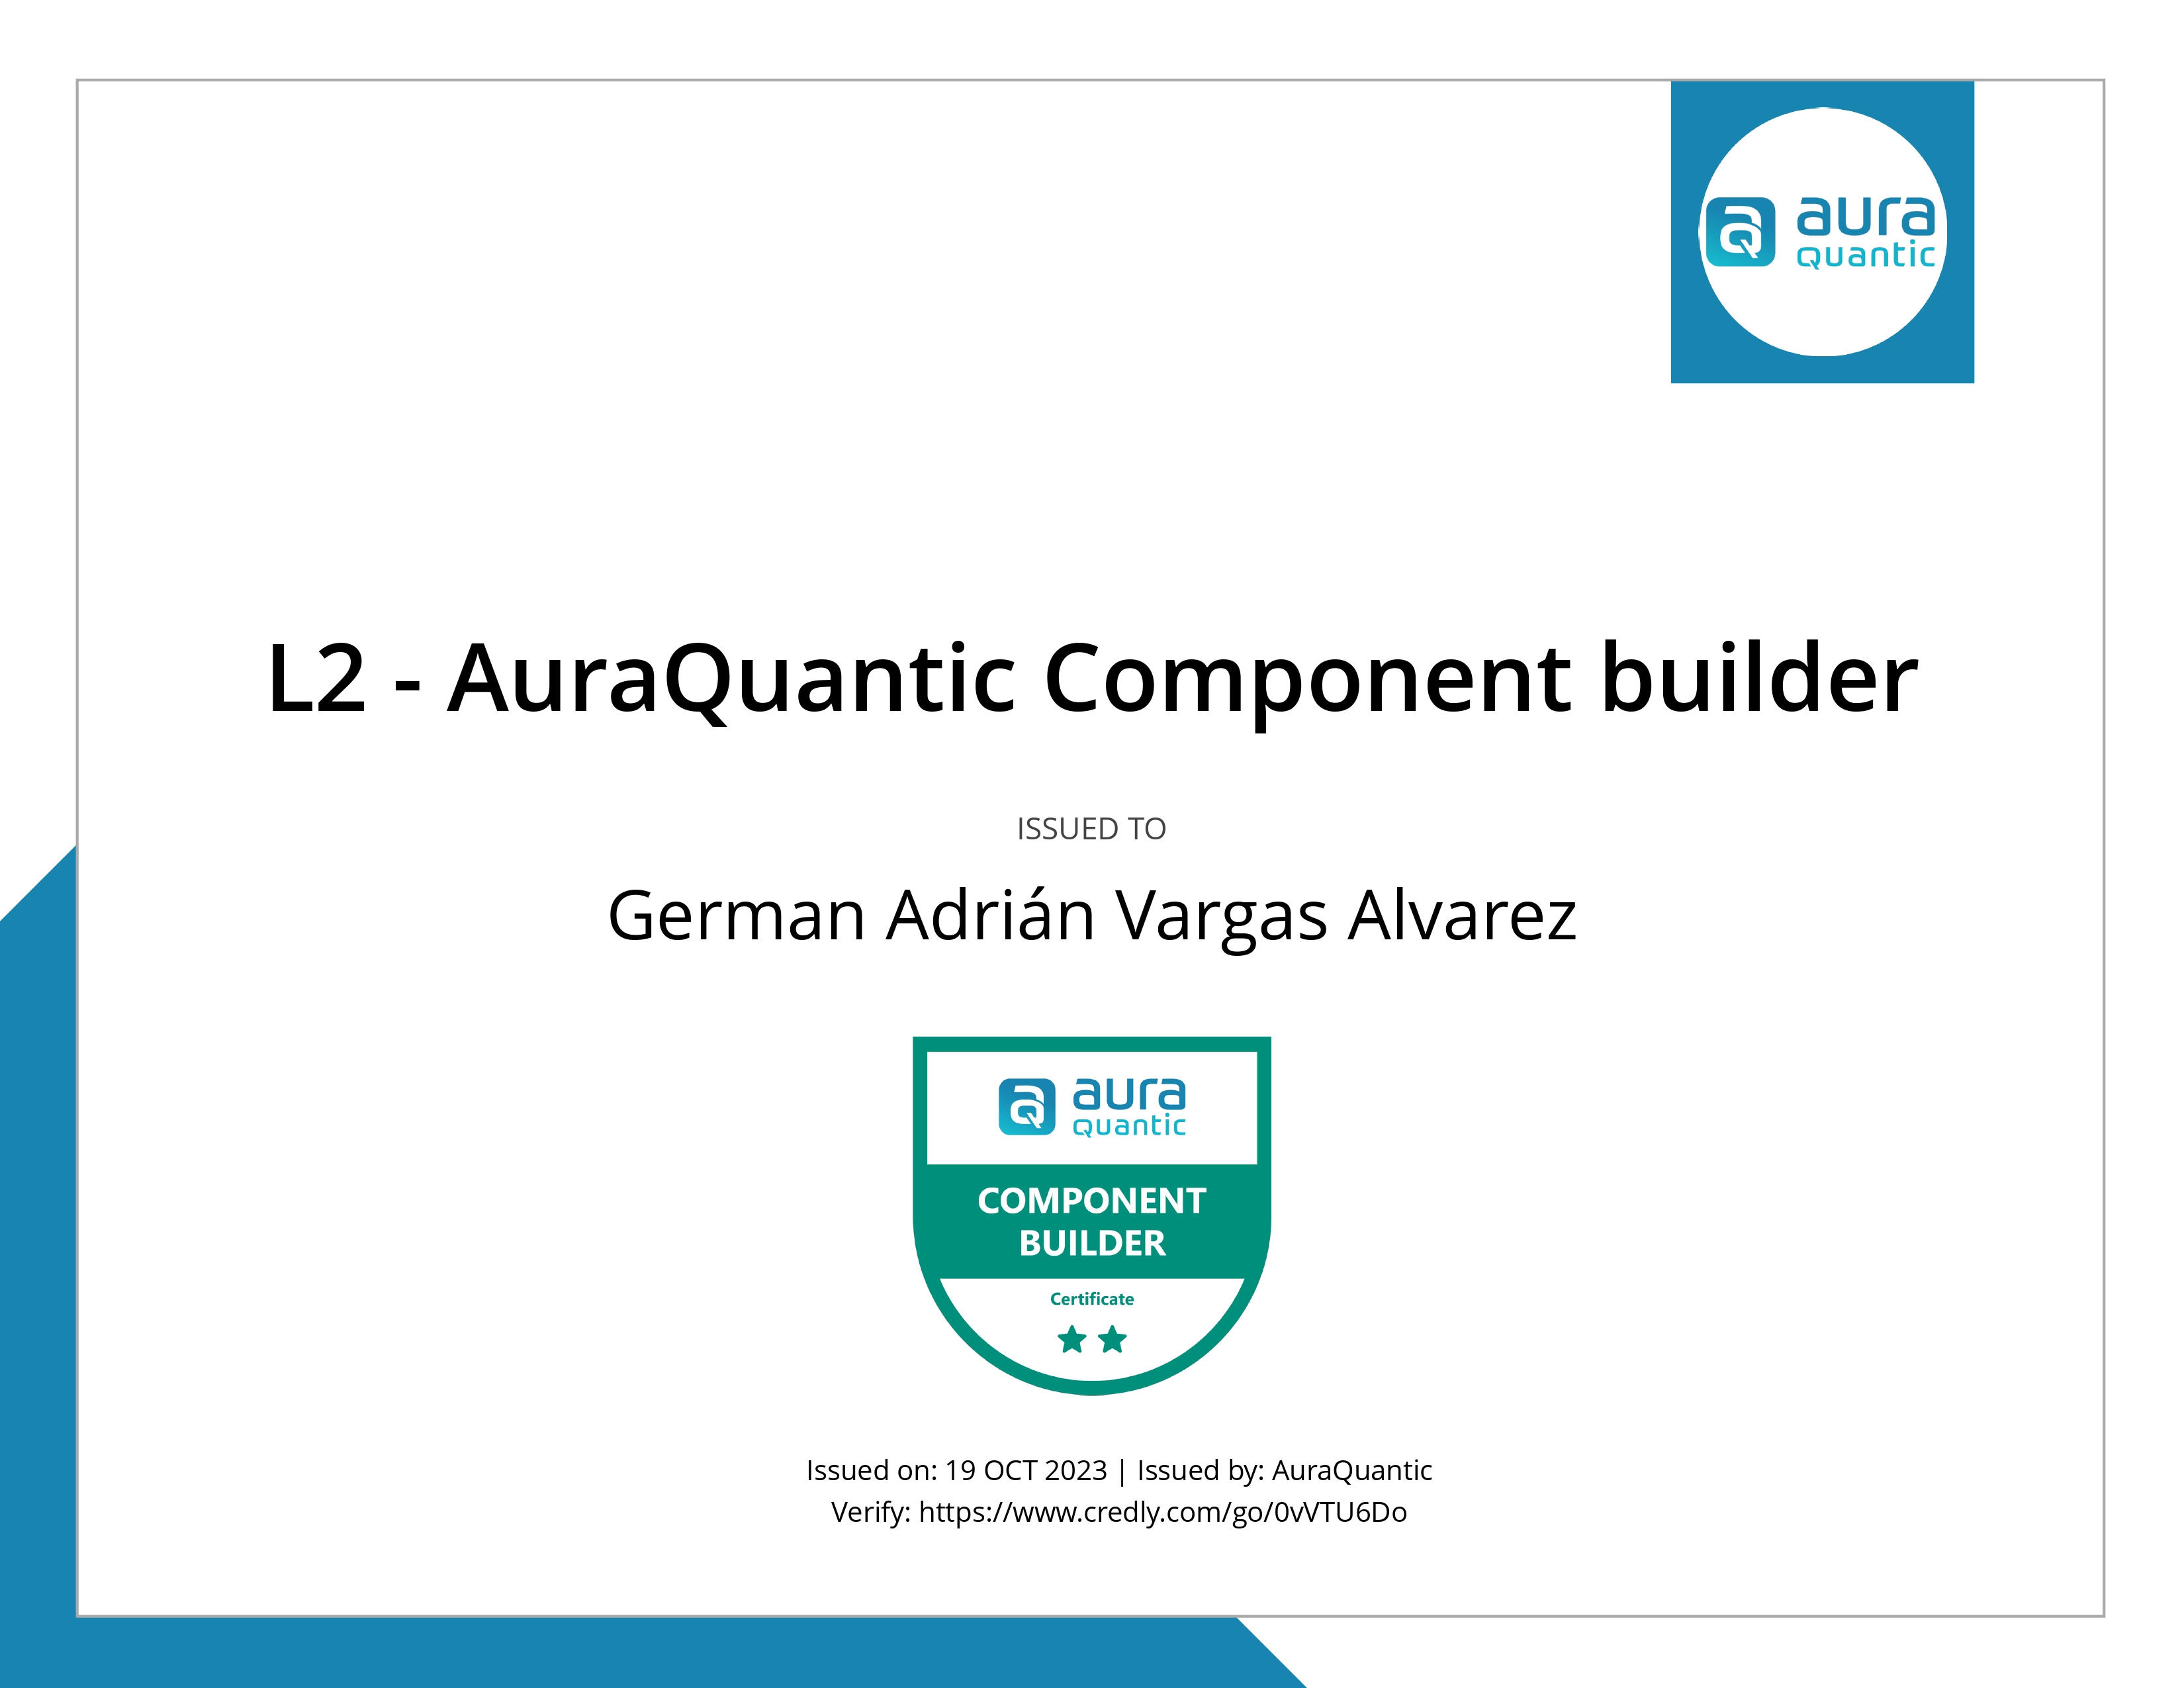 aura
quantic
L2 - AuraQuantic Component builder
ISSUED TO
German Adrián Vargas Alvarez
aura
quantic
COMPONENT
BUILDER
Certificate
Issued on: 19 OCT 2023 | Issued by: AuraQuantic
Verify: https://www.credly.com/go/0vVTU6Do